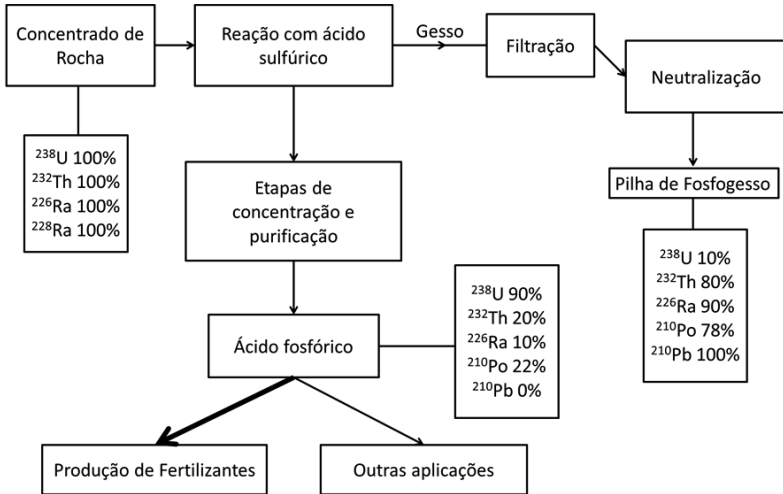 Concentrado de
Rocha
Reação com ácido
sulfúrico
Gesso
Filtração
Neutralização
²³⁸U 100%
²³²Th 100%
²²⁶Ra 100%
²²⁸Ra 100%
Etapas de
concentração e
purificação
Pilha de Fosfogesso
²³⁸U 10%
²³²Th 80%
²²⁶Ra 90%
²¹⁰Po 78%
²¹⁰Pb 100%
Ácido fosfórico
²³⁸U 90%
²³²Th 20%
²²⁶Ra 10%
²¹⁰Po 22%
²¹⁰Pb 0%
Produção de Fertilizantes
Outras aplicações